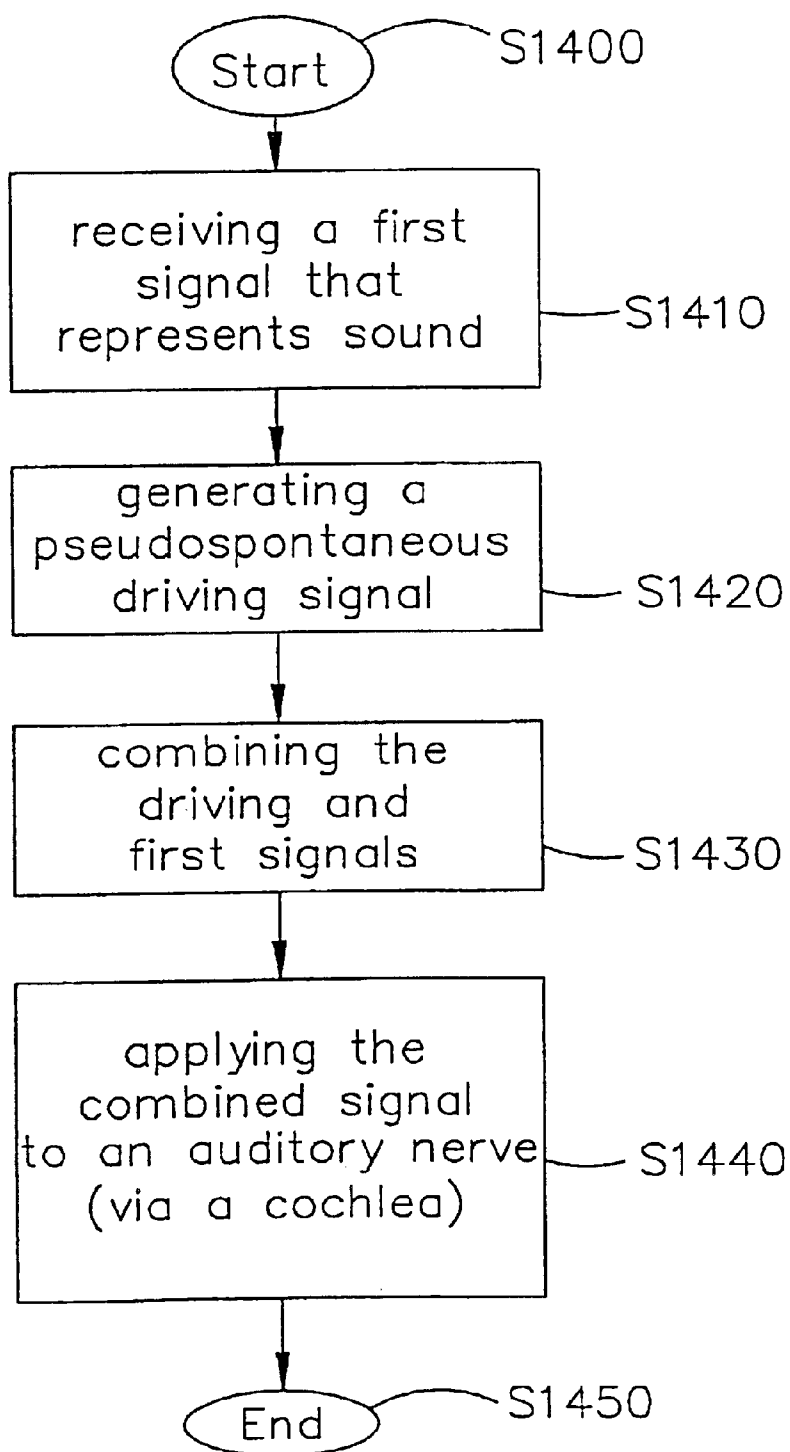 Start
S1400
receiving a first
signal that
represents sound
S1410
generating a
pseudospontaneous
driving signal
S1420
combining the
driving and
first signals
S1430
applying the
combined signal
to an auditory nerve
(via a cochlea)
S1440
End
S1450